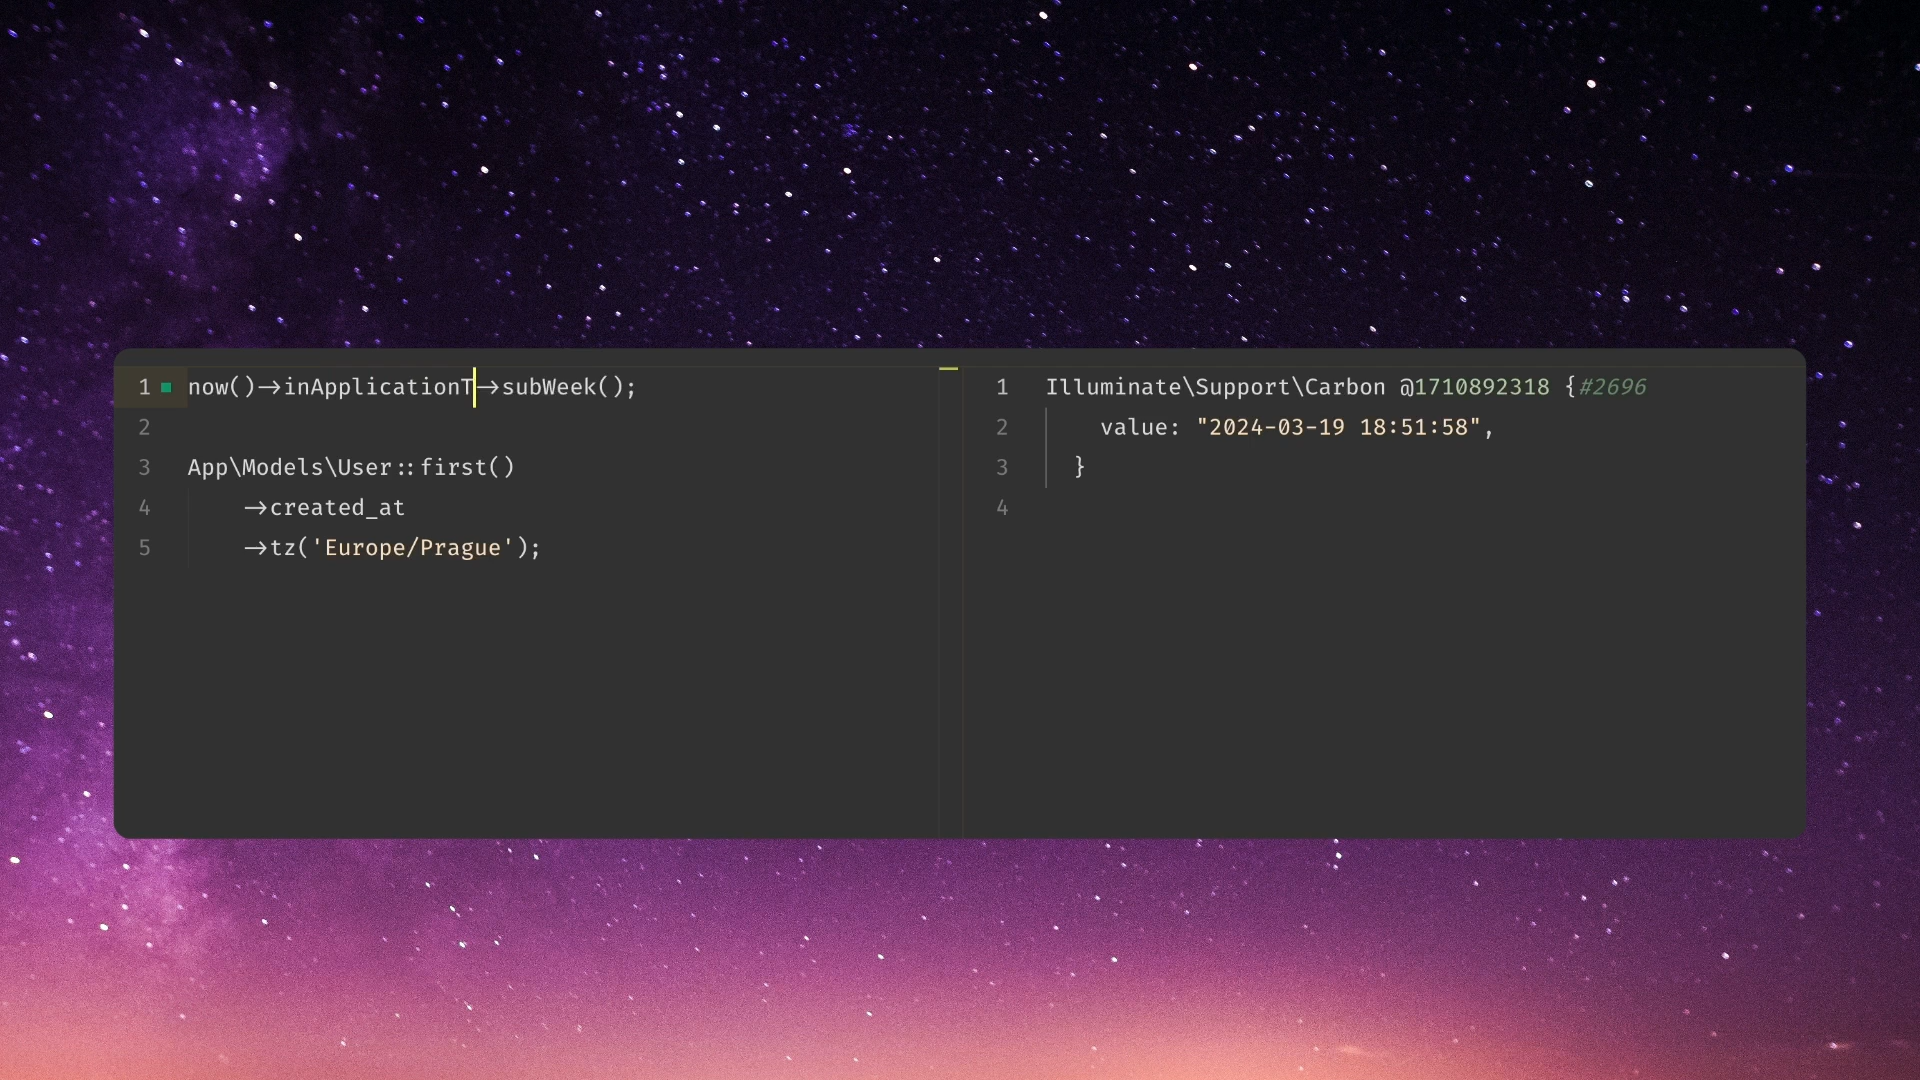 1 now()->inApplicationT->subWeek();
2
3 App\Models\User::first()
4 ->created_at
5 ->tz('Europe/Prague');
1 Illuminate\Support\Carbon @1710892318 {#2696
2 value: "2024-03-19 18:51:58",
3 }
4